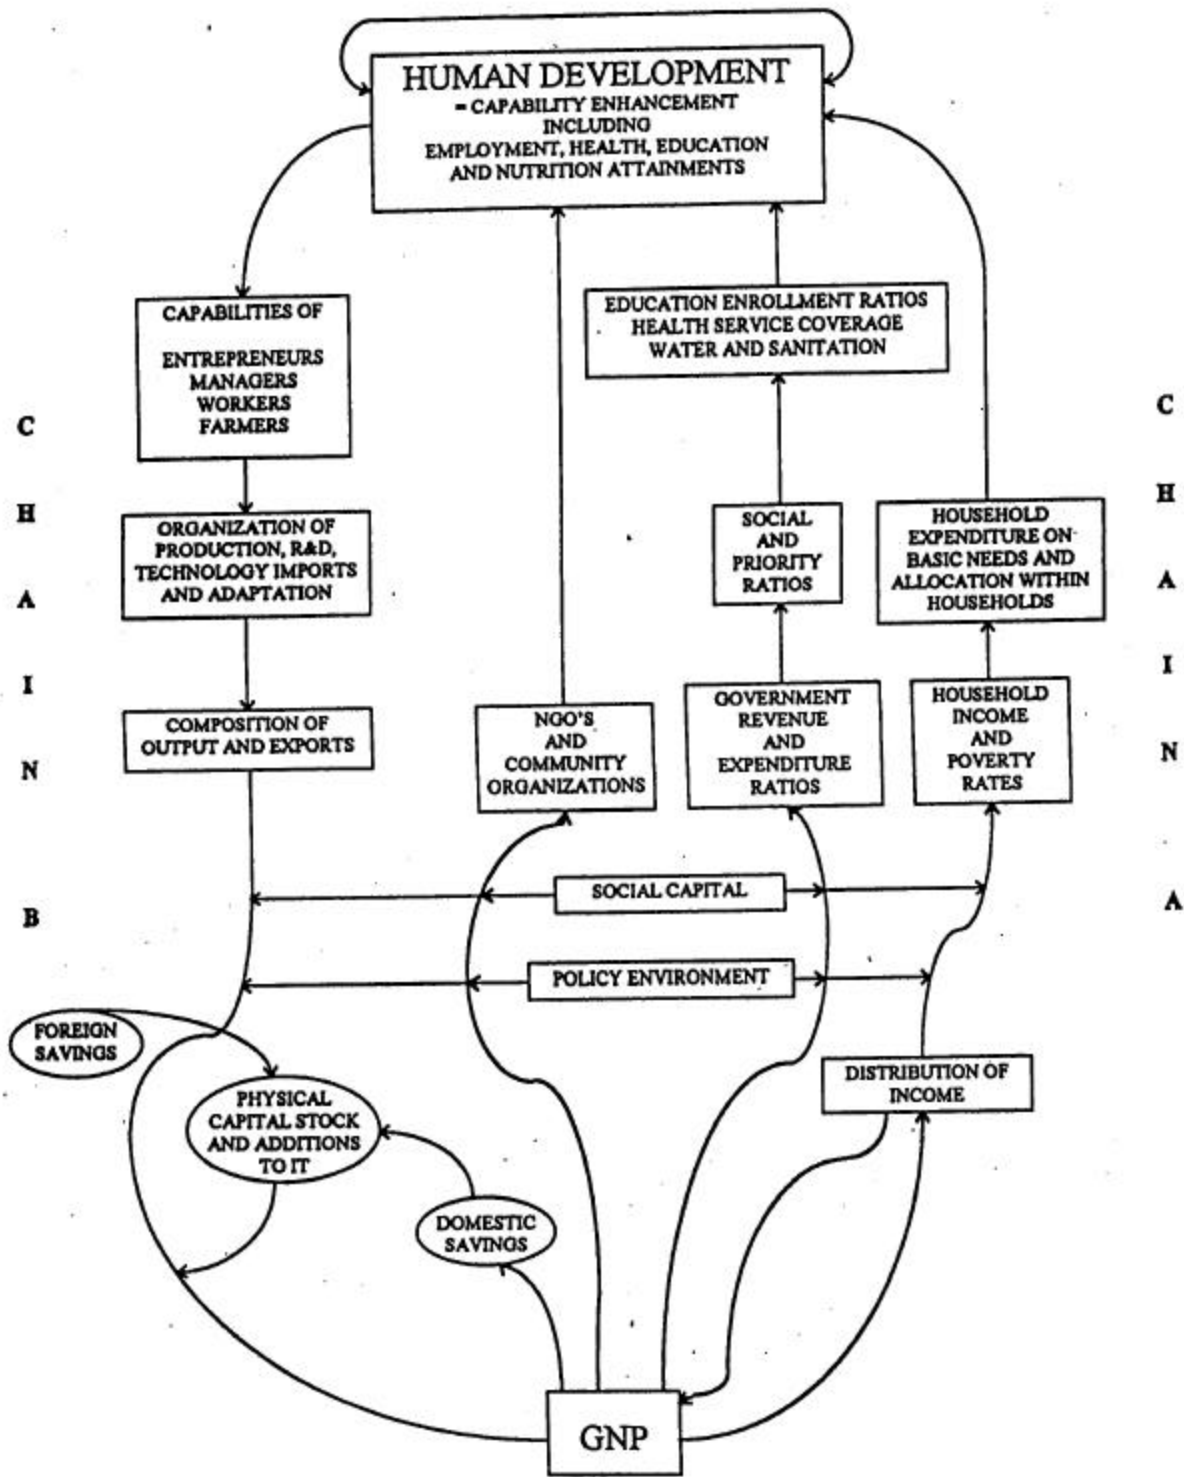 HUMAN DEVELOPMENT
= CAPABILITY ENHANCEMENT
INCLUDING
EMPLOYMENT, HEALTH, EDUCATION
AND NUTRITION ATTAINMENTS
CAPABILITIES OF
ENTREPRENEURS
MANAGERS
WORKERS
FARMERS
EDUCATION ENROLLMENT RATIOS
HEALTH SERVICE COVERAGE
WATER AND SANITATION
ORGANIZATION OF
PRODUCTION, R&D,
TECHNOLOGY IMPORTS
AND ADAPTATION
SOCIAL
AND
PRIORITY
RATIOS
HOUSEHOLD
EXPENDITURE ON
BASIC NEEDS AND
ALLOCATION WITHIN
HOUSEHOLDS
COMPOSITION OF
OUTPUT AND EXPORTS
NGO'S
AND
COMMUNITY
ORGANIZATIONS
GOVERNMENT
REVENUE
AND
EXPENDITURE
RATIOS
HOUSEHOLD
INCOME
AND
POVERTY
RATES
SOCIAL CAPITAL
POLICY ENVIRONMENT
FOREIGN
SAVINGS
PHYSICAL
CAPITAL STOCK
AND ADDITIONS
TO IT
DOMESTIC
SAVINGS
DISTRIBUTION OF
INCOME
GNP
C
H
A
I
N
B
C
H
A
I
N
A